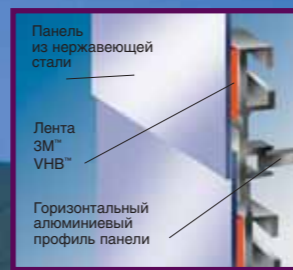 Панель
из нержавеющей
стали
Лента
3M™
VHB™
Горизонтальный
алюминиевый
профиль панели